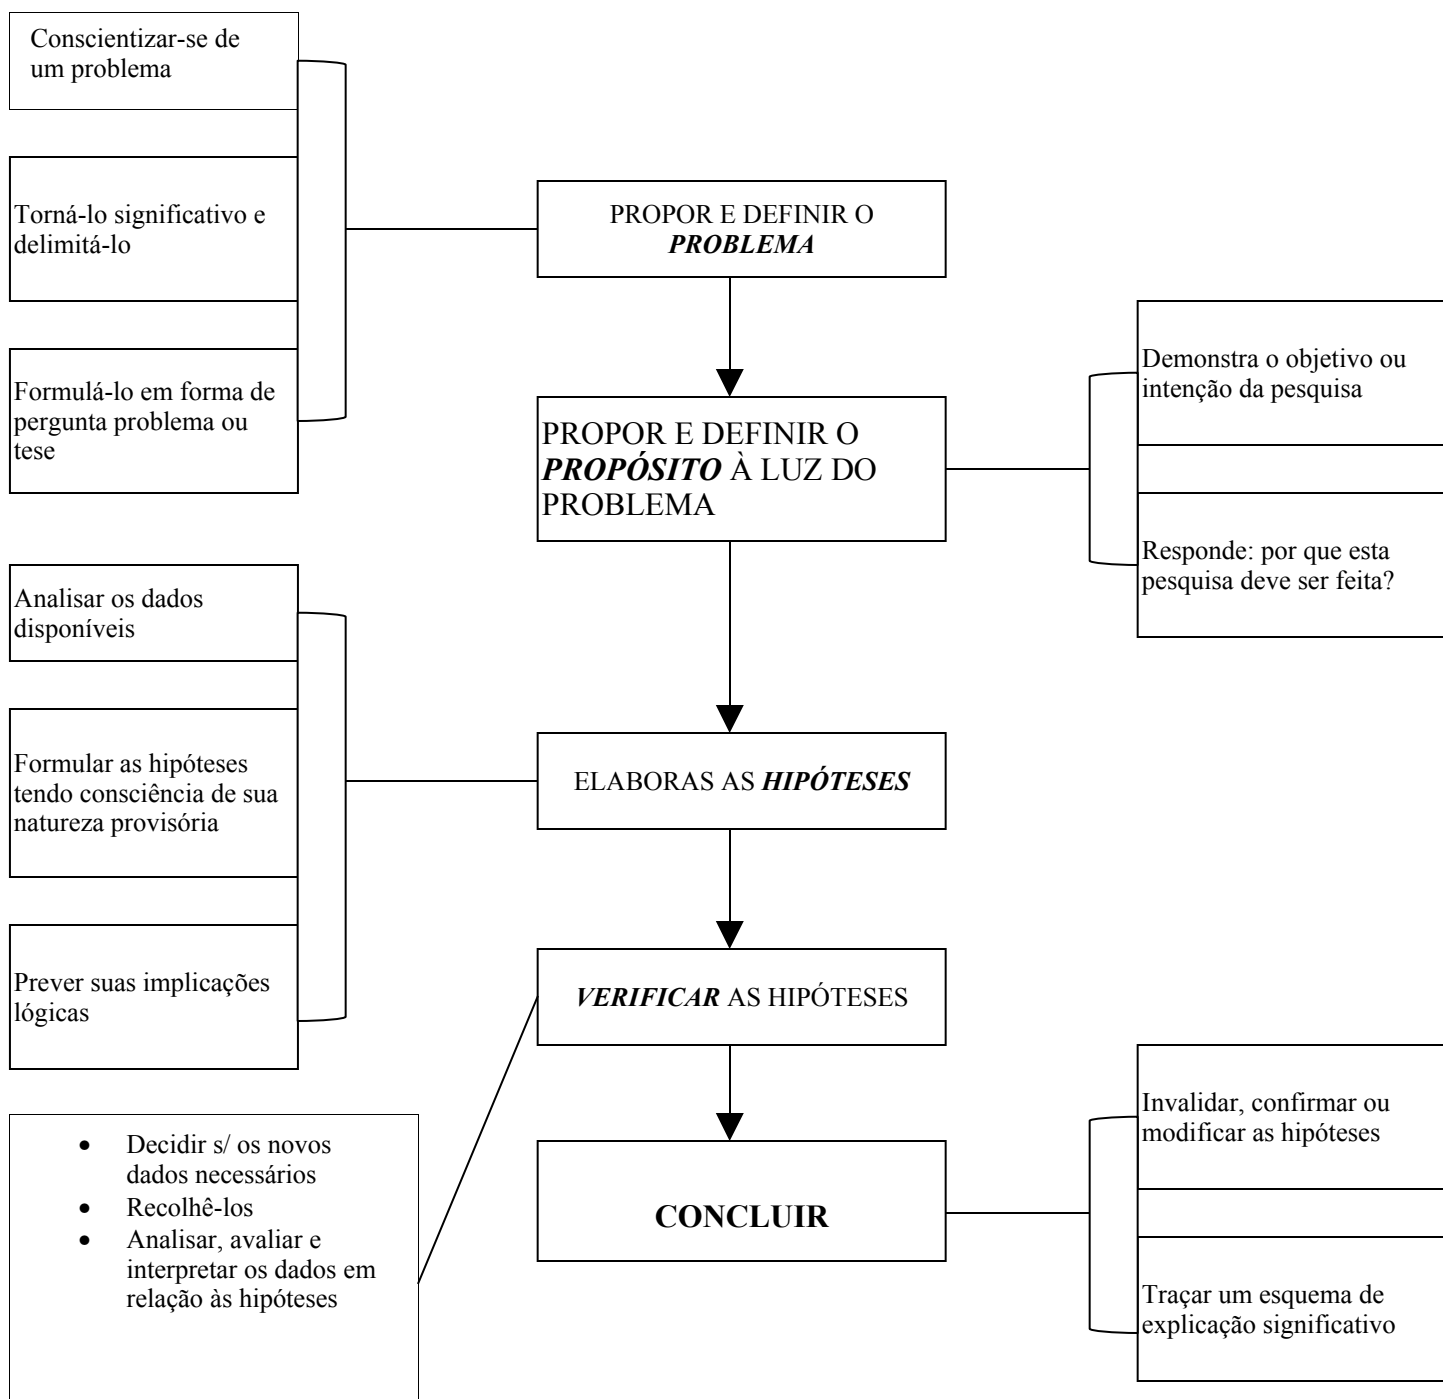 Conscientizar-se de
um problema
Torná-lo significativo e
delimitá-lo
Formulá-lo em forma de
pergunta problema ou
tese
PROPOR E DEFINIR O
PROBLEMA
PROPOR E DEFINIR O
PROPÓSITO À LUZ DO
PROBLEMA
Demonstra o objetivo ou
intenção da pesquisa
Responde: por que esta
pesquisa deve ser feita?
Analisar os dados
disponíveis
Formular as hipóteses
tendo consciência de sua
natureza provisória
Prever suas implicações
lógicas
ELABORAS AS HIPÓTESES
VERIFICAR AS HIPÓTESES
• Decidir s/ os novos
dados necessários
• Recolhê-los
• Analisar, avaliar e
interpretar os dados em
relação às hipóteses
CONCLUIR
Invalidar, confirmar ou
modificar as hipóteses
Traçar um esquema de
explicação significativo